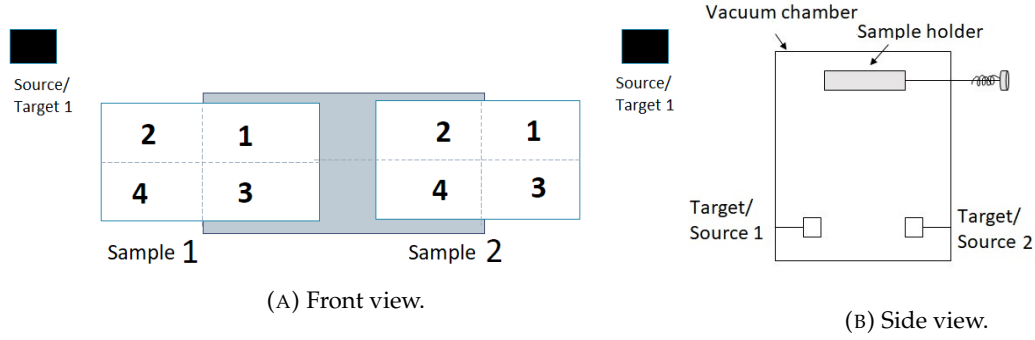 Source/
Target 1
2 1
4 3
Sample 1
2 1
4 3
Sample 2
(A) Front view.
Source/
Target 1
Vacuum chamber
Sample holder
Target/
Source 1
Target/
Source 2
(B) Side view.